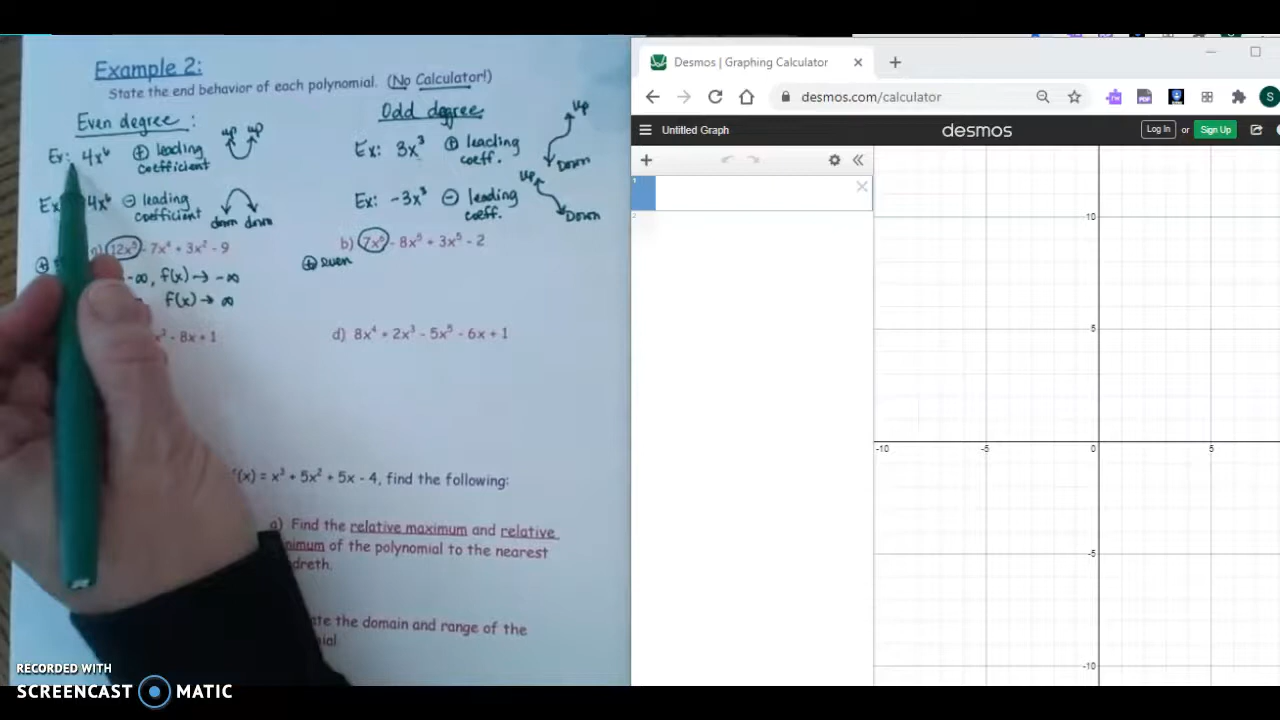 Example 2:
State the end behavior of each polynomial. (No Calculator!)
Even degree :
Ex: 4x⁶ ⊕ leading coefficient
up up
4x⁶ ⊖ leading coefficient
down down
Odd degree
Ex: 3x³ ⊕ leading coeff.
up
Down
Ex: -3x³ ⊖ leading coeff.
up
Down
12x⁵ - 7x⁴ + 3x² - 9
-∞, f(x) → -∞
f(x) → ∞
b) 7x⁶ - 8x⁵ + 3x⁵ - 2
⊕ even
- 8x + 1
d) 8x⁴ + 2x³ - 5x⁵ - 6x + 1
(x) = x³ + 5x² + 5x - 4, find the following:
a) Find the relative maximum and relative
of the polynomial to the nearest
the domain and range of the
Desmos | Graphing Calculator
desmos.com/calculator
S
Untitled Graph
desmos
Log In or Sign Up
1
2
10
5
-10 -5 0 5
-5
-10
RECORDED WITH
SCREENCAST MATIC